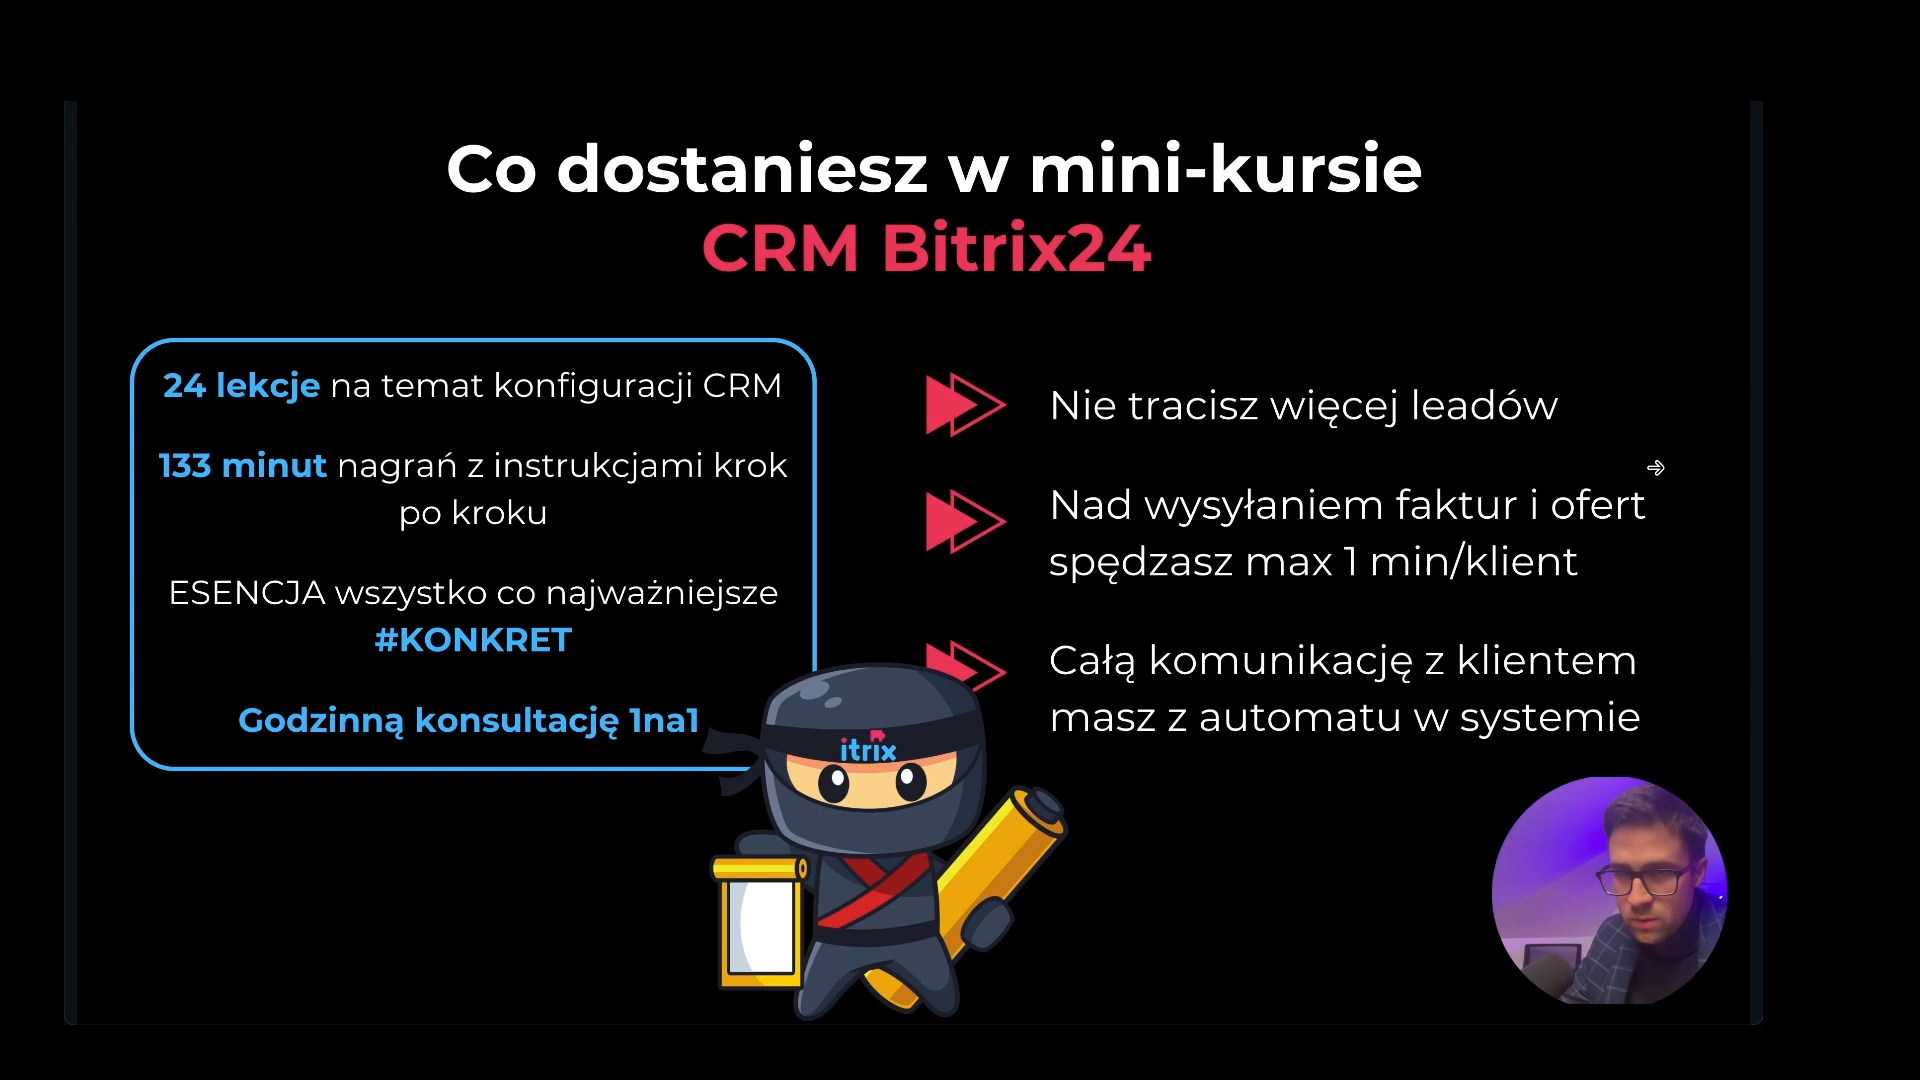 Co dostaniesz w mini-kursie
CRM Bitrix24
24 lekcje na temat konfiguracji CRM
133 minut nagrań z instrukcjami krok
po kroku
ESENCJA wszystko co najważniejsze
#KONKRET
Godzinną konsultację 1na1
Nie tracisz więcej leadów
Nad wysyłaniem faktur i ofert
spędzasz max 1 min/klient
Całą komunikację z klientem
masz z automatu w systemie
itrix